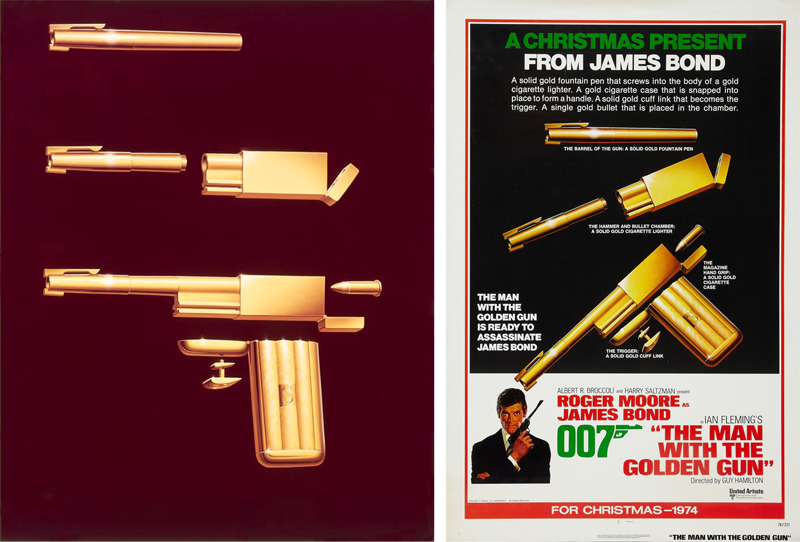 A CHRISTMAS PRESENT
FROM JAMES BOND
A solid gold fountain pen that screws into the body of a gold
cigarette lighter. A gold cigarette case that is snapped into
place to form a handle. A solid gold cuff link that becomes the
trigger. A single gold bullet that is placed in the chamber.
THE BARREL OF THE GUN: A SOLID GOLD FOUNTAIN PEN
THE HAMMER AND BULLET CHAMBER:
A SOLID GOLD CIGARETTE LIGHTER
THE
MAGAZINE
HAND GRIP:
A SOLID
GOLD
CIGARETTE
CASE
THE MAN
WITH THE
GOLDEN GUN
IS READY TO
ASSASSINATE
JAMES BOND
THE TRIGGER:
A SOLID GOLD CUFF LINK
ALBERT R. BROCCOLI and HARRY SALTZMAN present
ROGER MOORE AS
JAMES BOND
007
in IAN FLEMING'S
"THE MAN
WITH THE
GOLDEN GUN"
Directed by GUY HAMILTON
United Artists
FOR CHRISTMAS—1974
"THE MAN WITH THE GOLDEN GUN"